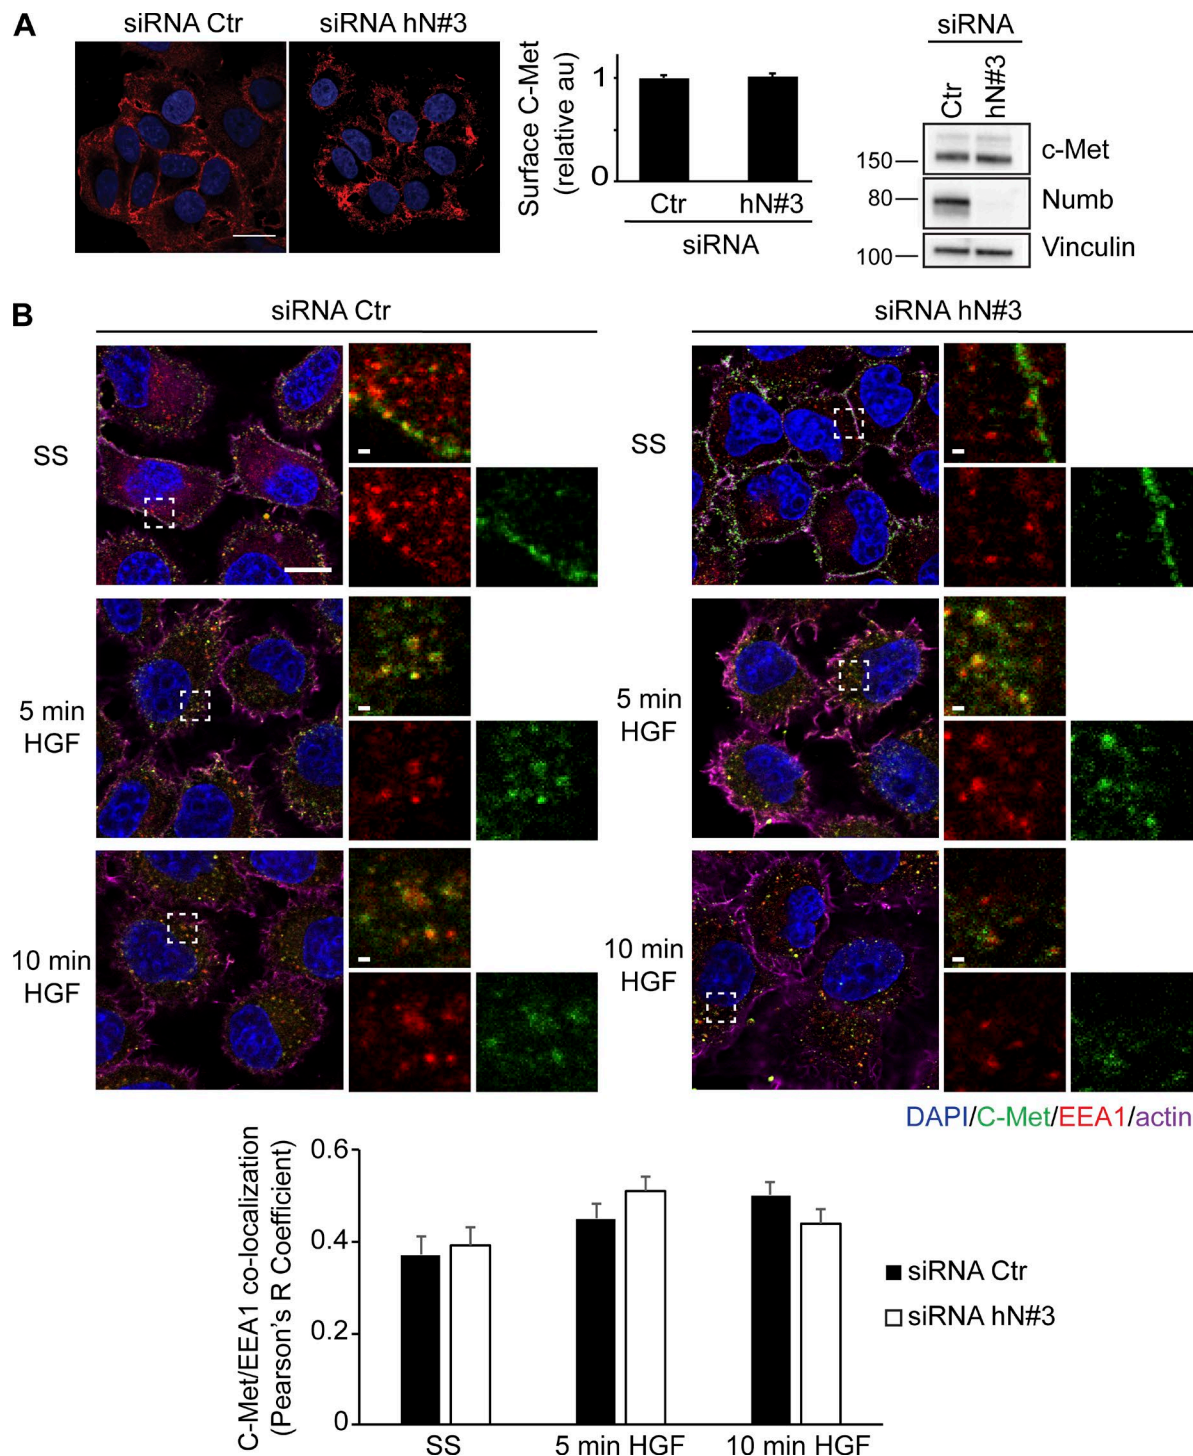 A
siRNA Ctr
siRNA hN#3
Surface C-Met
(relative au)
1
0
Ctr
hN#3
siRNA
siRNA
Ctr
hN#3
150
c-Met
80
Numb
100
Vinculin
B
siRNA Ctr
siRNA hN#3
SS
SS
5 min
HGF
5 min
HGF
10 min
HGF
10 min
HGF
DAPI/C-Met/EEA1/actin
C-Met/EEA1 co-localization
(Pearson's R Coefficient)
0.6
0.4
0.2
0
SS
5 min HGF
10 min HGF
siRNA Ctr
siRNA hN#3